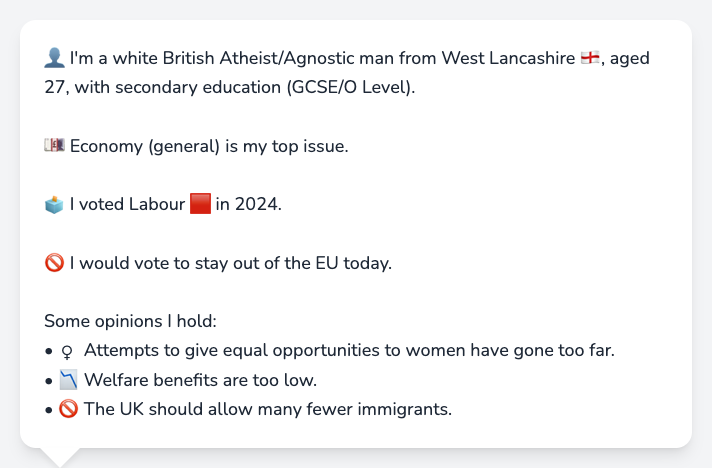 👤 I'm a white British Atheist/Agnostic man from West Lancashire 🏴󠁧󠁢󠁥󠁮󠁧󠁿, aged
27, with secondary education (GCSE/O Level).
💷 Economy (general) is my top issue.
🗳️ I voted Labour 🟥 in 2024.
🚫 I would vote to stay out of the EU today.
Some opinions I hold:
• ♀ Attempts to give equal opportunities to women have gone too far.
• 📉 Welfare benefits are too low.
• 🚫 The UK should allow many fewer immigrants.